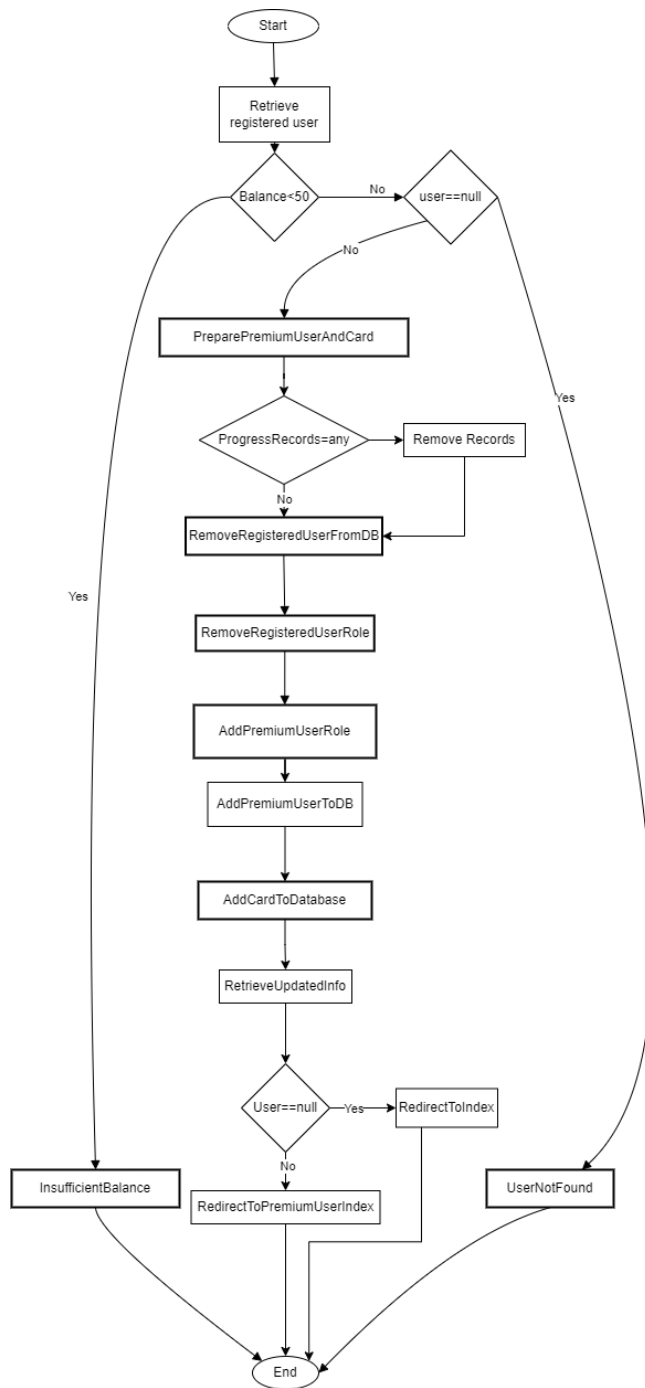 Start
Retrieve
registered user
Balance<50
No
user==null
No
PreparePremiumUserAndCard
Yes
ProgressRecords=any
Remove Records
No
RemoveRegisteredUserFromDB
Yes
RemoveRegisteredUserRole
AddPremiumUserRole
AddPremiumUserToDB
AddCardToDatabase
RetrieveUpdatedInfo
User==null
Yes
RedirectToIndex
No
InsufficientBalance
RedirectToPremiumUserIndex
UserNotFound
End